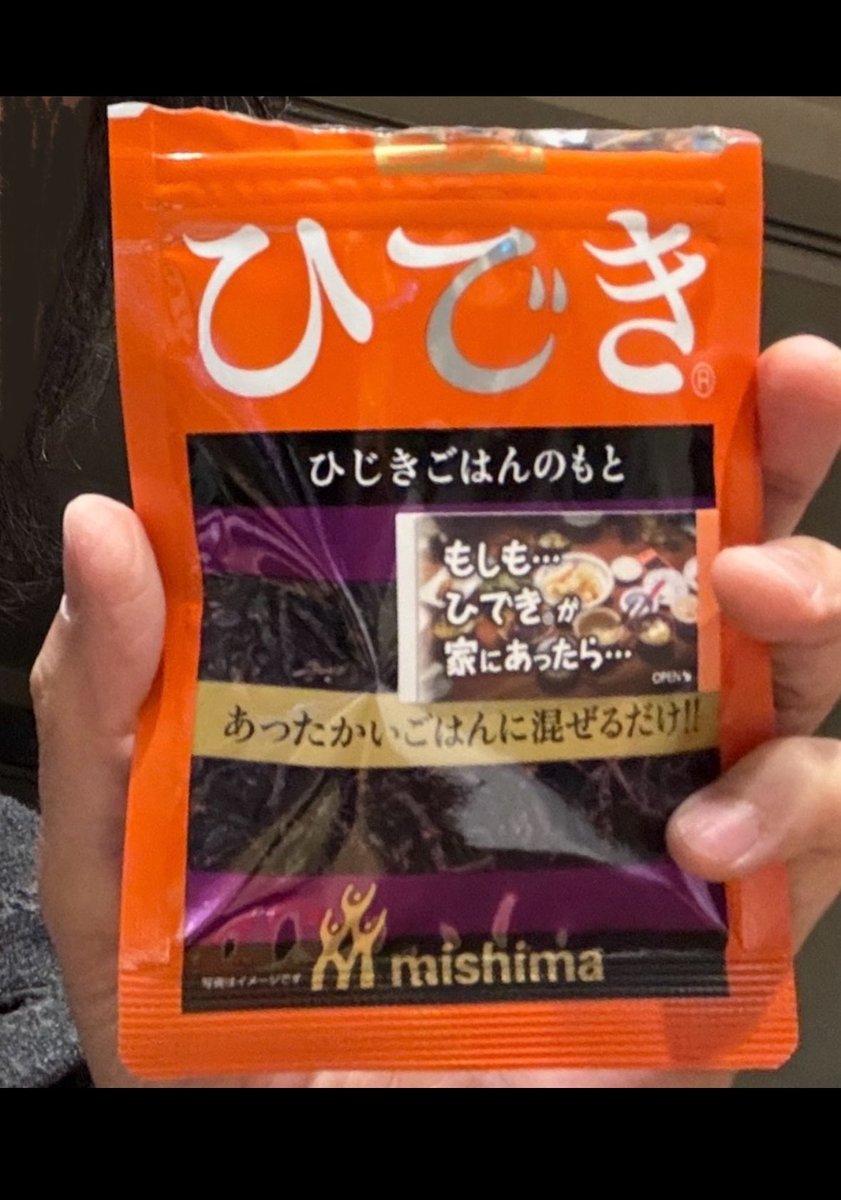 ひでき
®
ひじきごはんのもと
もしも…
ひでき®が
家にあったら…
OPEN
あったかいごはんに混ぜるだけ!!
写真はイメージです
mishima